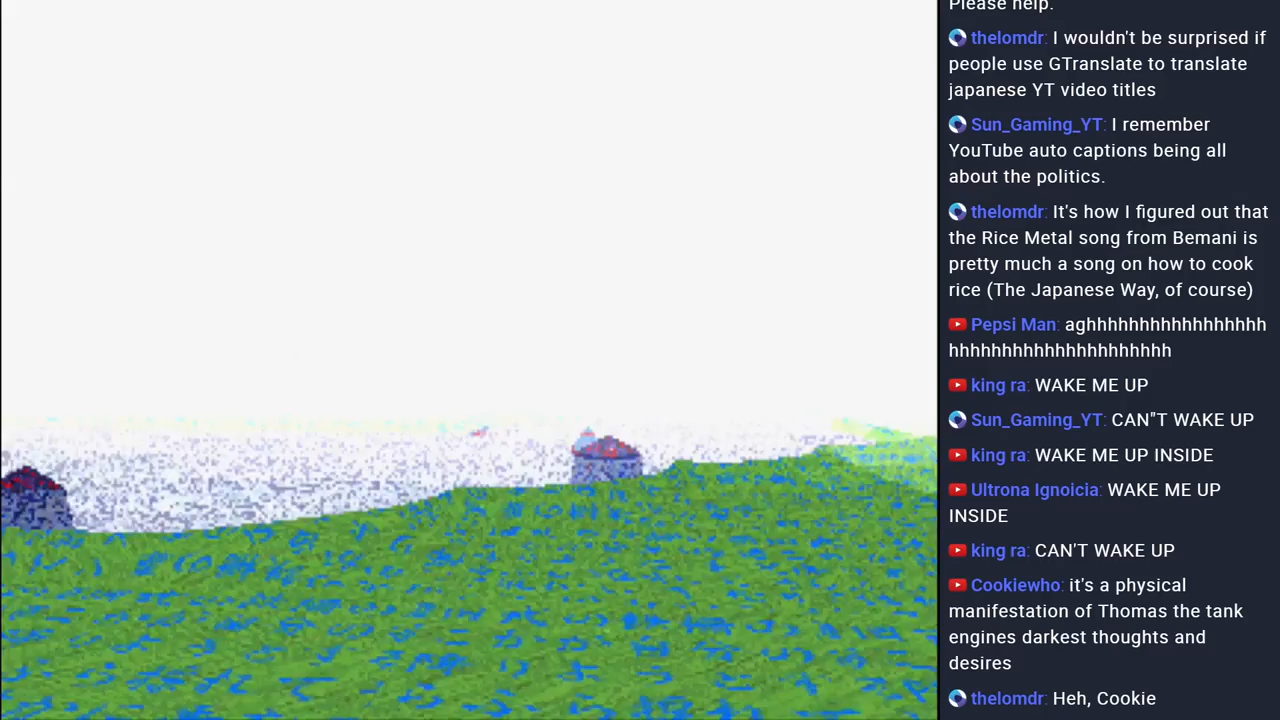 Please help.
thelomdr: I wouldn't be surprised if
people use GTranslate to translate
japanese YT video titles
Sun_Gaming_YT: I remember
YouTube auto captions being all
about the politics.
thelomdr: It's how I figured out that
the Rice Metal song from Bemani is
pretty much a song on how to cook
rice (The Japanese Way, of course)
Pepsi Man: aghhhhhhhhhhhhhhhhh
hhhhhhhhhhhhhhhhhhhh
king ra: WAKE ME UP
Sun_Gaming_YT: CAN"T WAKE UP
king ra: WAKE ME UP INSIDE
Ultrona Ignoicia: WAKE ME UP
INSIDE
king ra: CAN'T WAKE UP
Cookiewho: it's a physical
manifestation of Thomas the tank
engines darkest thoughts and
desires
thelomdr: Heh, Cookie